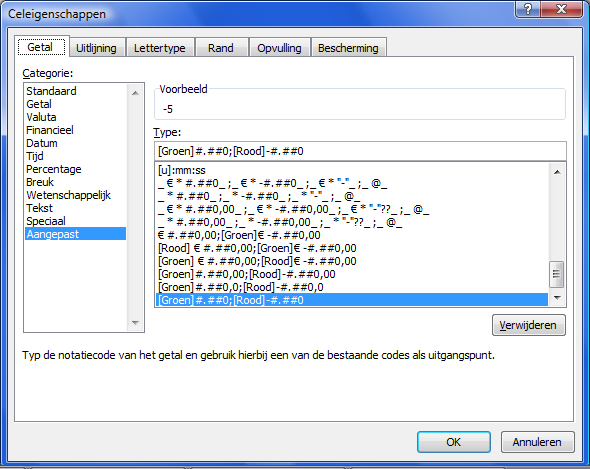 Celeigenschappen
Getal Uitlijning Lettertype Rand Opvulling Bescherming
Categorie:
Standaard
Getal
Valuta
Financieel
Datum
Tijd
Percentage
Breuk
Wetenschappelijk
Tekst
Speciaal
Aangepast
Voorbeeld
-5
Type:
[Groen]#.##0;[Rood]-#.##0
[u]:mm:ss
_ € * #.##0_ ;_ € * -#.##0_ ;_ € * "-"_ ;_ @_
_ * #.##0_ ;_ * -#.##0_ ;_ * "-"_ ;_ @_
_ € * #.##0,00_ ;_ € * -#.##0,00_ ;_ € * "-"??_ ;_ @_
_ * #.##0,00_ ;_ * -#.##0,00_ ;_ * "-"??_ ;_ @_
€ #.##0,00;[Groen]€ -#.##0,00
[Rood] € #.##0,00;[Groen]€ -#.##0,00
[Groen] € #.##0,00;[Rood]€ -#.##0,00
[Groen]#.##0,00;[Rood]-#.##0,00
[Groen]#.##0,0;[Rood]-#.##0,0
[Groen]#.##0;[Rood]-#.##0
Verwijderen
Typ de notatiecode van het getal en gebruik hierbij een van de bestaande codes als uitgangspunt.
OK Annuleren